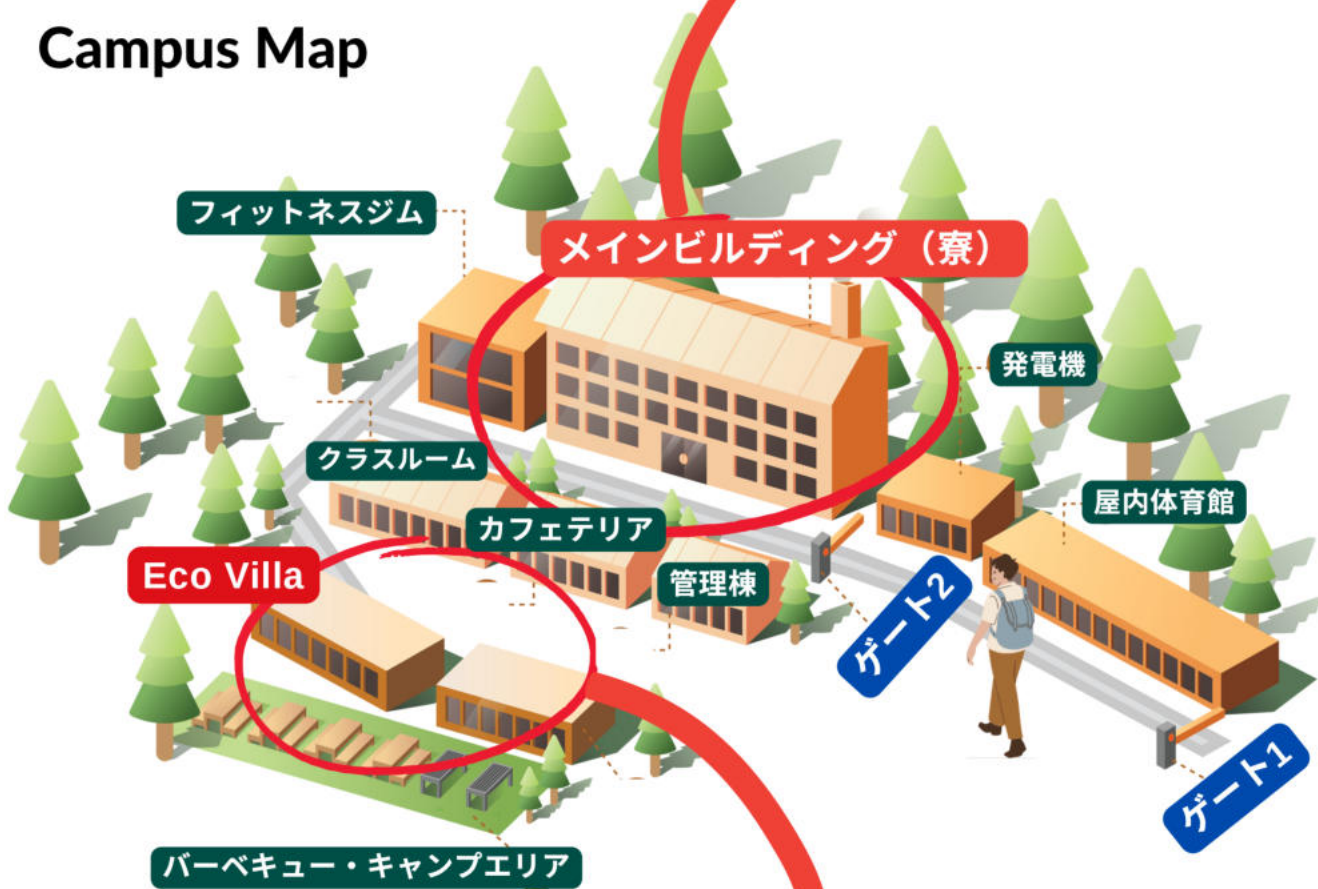 Campus Map
フィットネスジム
メインビルディング（寮）
発電機
クラスルーム
屋内体育館
カフェテリア
Eco Villa
管理棟
ゲート2
ゲート1
バーベキュー・キャンプエリア